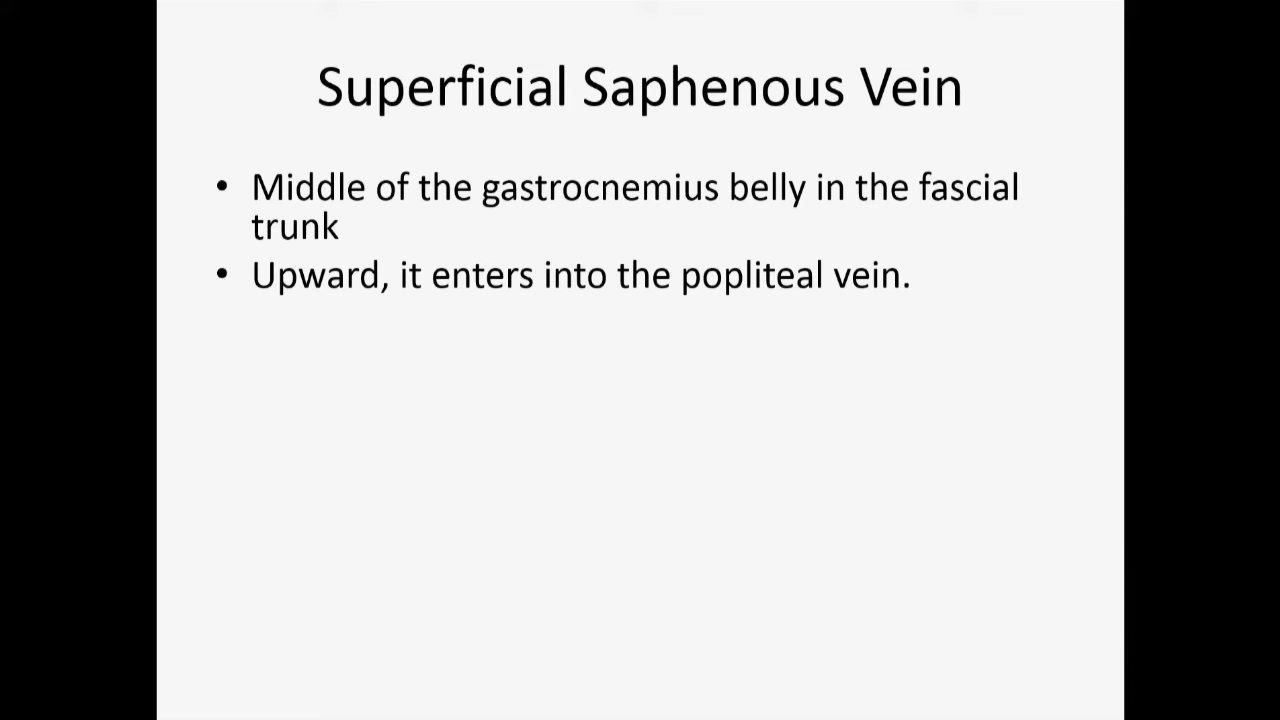 Superficial Saphenous Vein
• Middle of the gastrocnemius belly in the fascial
trunk
• Upward, it enters into the popliteal vein.